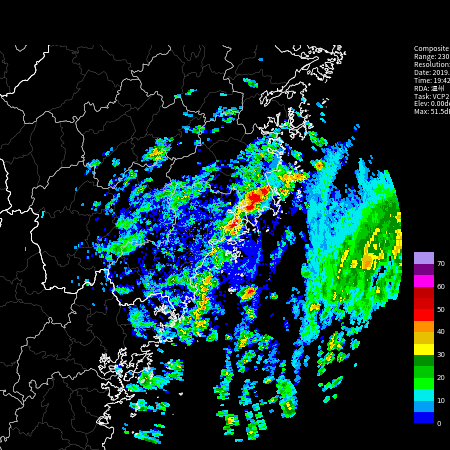 Composite
Range: 230
Resolution:
Date: 2019.
Time: 19:42
RDA: 温州
Task: VCP2
Elev: 0.00de
Max: 51.5dl
70
60
50
40
30
20
10
0